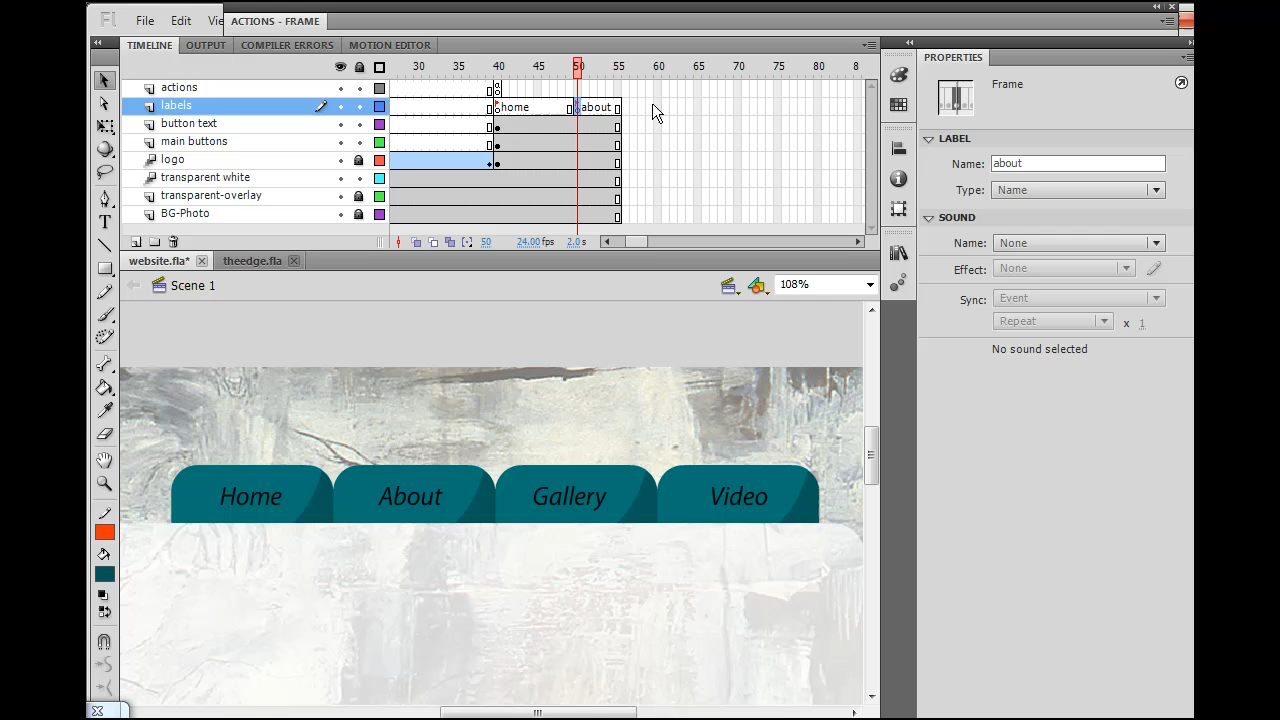 Fl File Edit Vie ACTIONS - FRAME
TIMELINE OUTPUT COMPILER ERRORS MOTION EDITOR
PROPERTIES
30 35 40 45 50 55 60 65 70 75 80 8
Frame
actions
labels home about
button text
main buttons
logo
transparent white
transparent-overlay
BG-Photo
LABEL
Name: about
Type: Name
SOUND
Name: None
Effect: None
Sync: Event
Repeat x 1
No sound selected
50 24.00 fps 2.0 s
website.fla* theedge.fla
Scene 1 108%
T
Home About Gallery Video